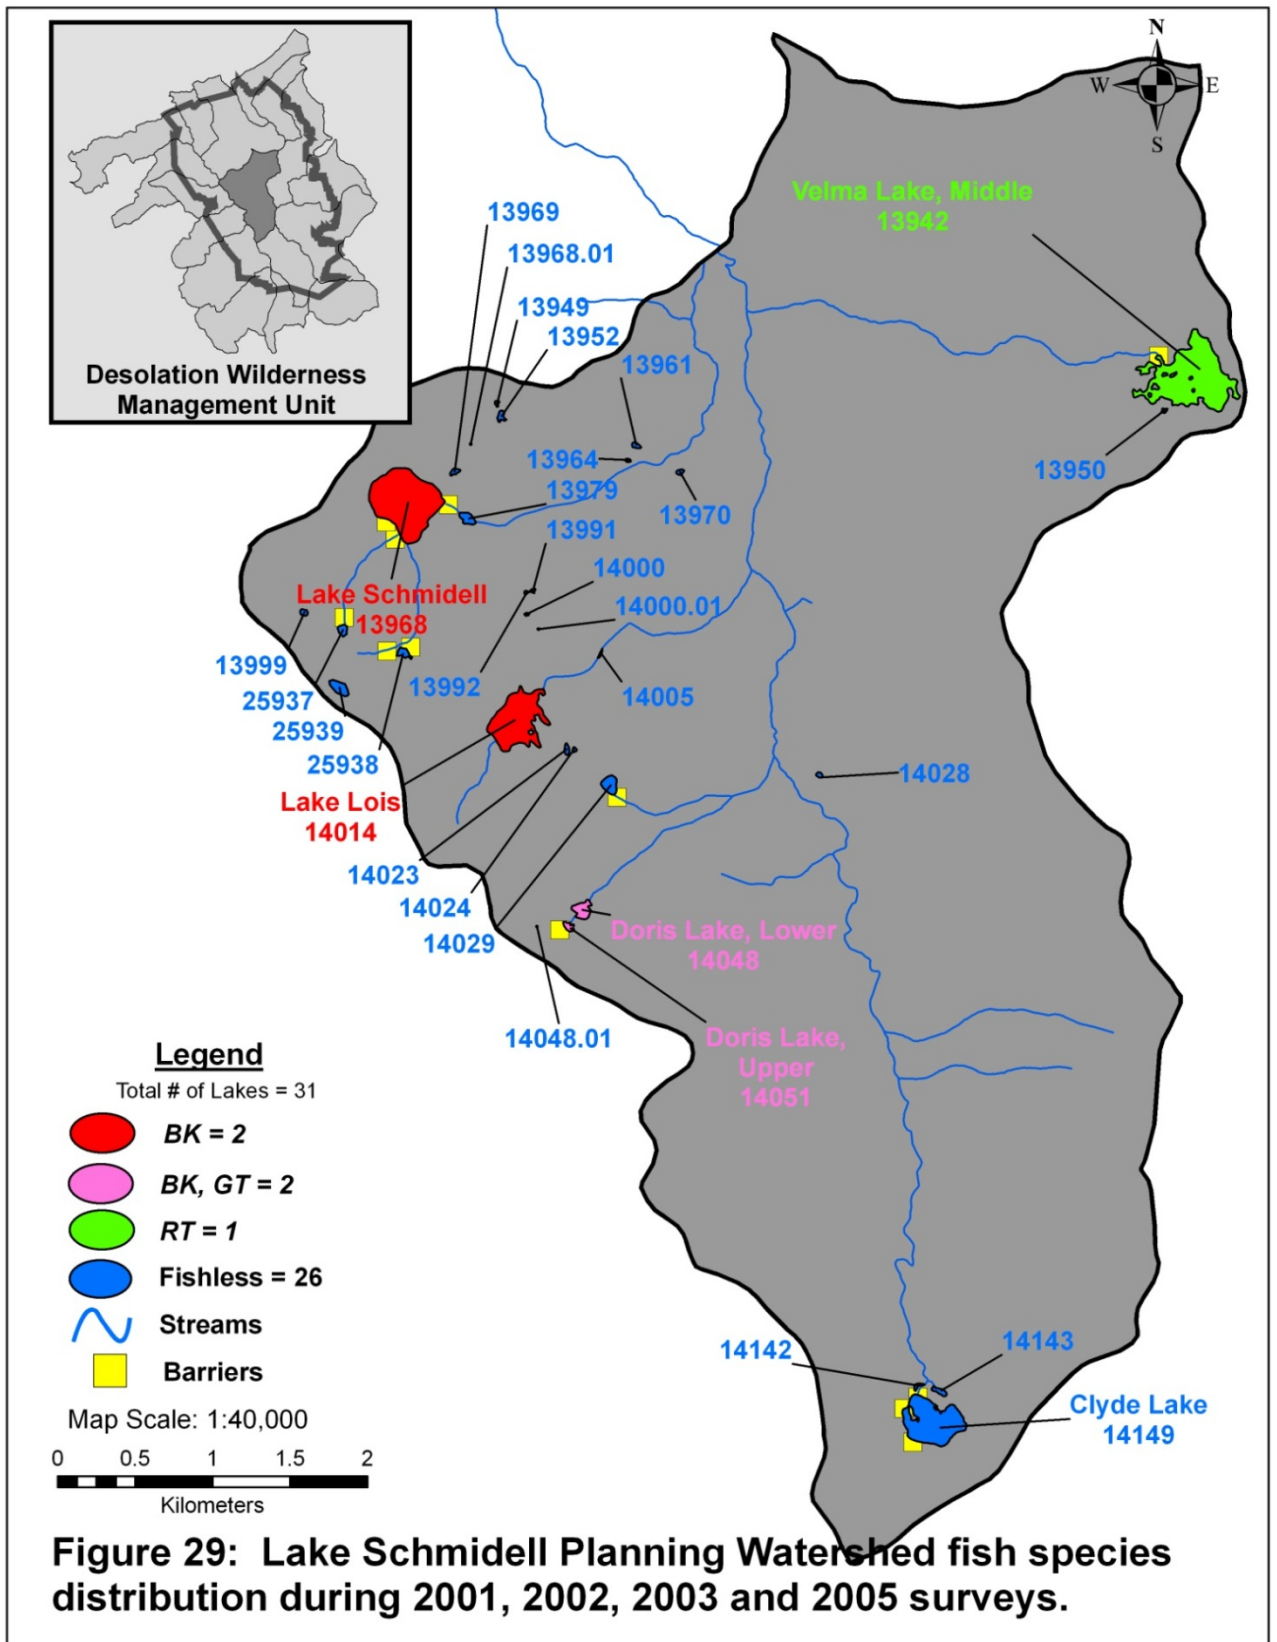 N
W
E
S
Desolation Wilderness
Management Unit
Velma Lake, Middle
13942
13969
13968.01
13949
13952
13961
13964
13979
13950
13970
13991
14000
Lake Schmidell
13968
14000.01
13999
13992
25937
14005
25939
25938
14028
Lake Lois
14014
14023
14024
14029
Doris Lake, Lower
14048
14048.01
Doris Lake,
Upper
14051
Legend
Total # of Lakes = 31
BK = 2
BK, GT = 2
RT = 1
Fishless = 26
Streams
Barriers
14142
14143
Clyde Lake
14149
Map Scale: 1:40,000
0 0.5 1 1.5 2
Kilometers
Figure 29: Lake Schmidell Planning Watershed fish species
distribution during 2001, 2002, 2003 and 2005 surveys.